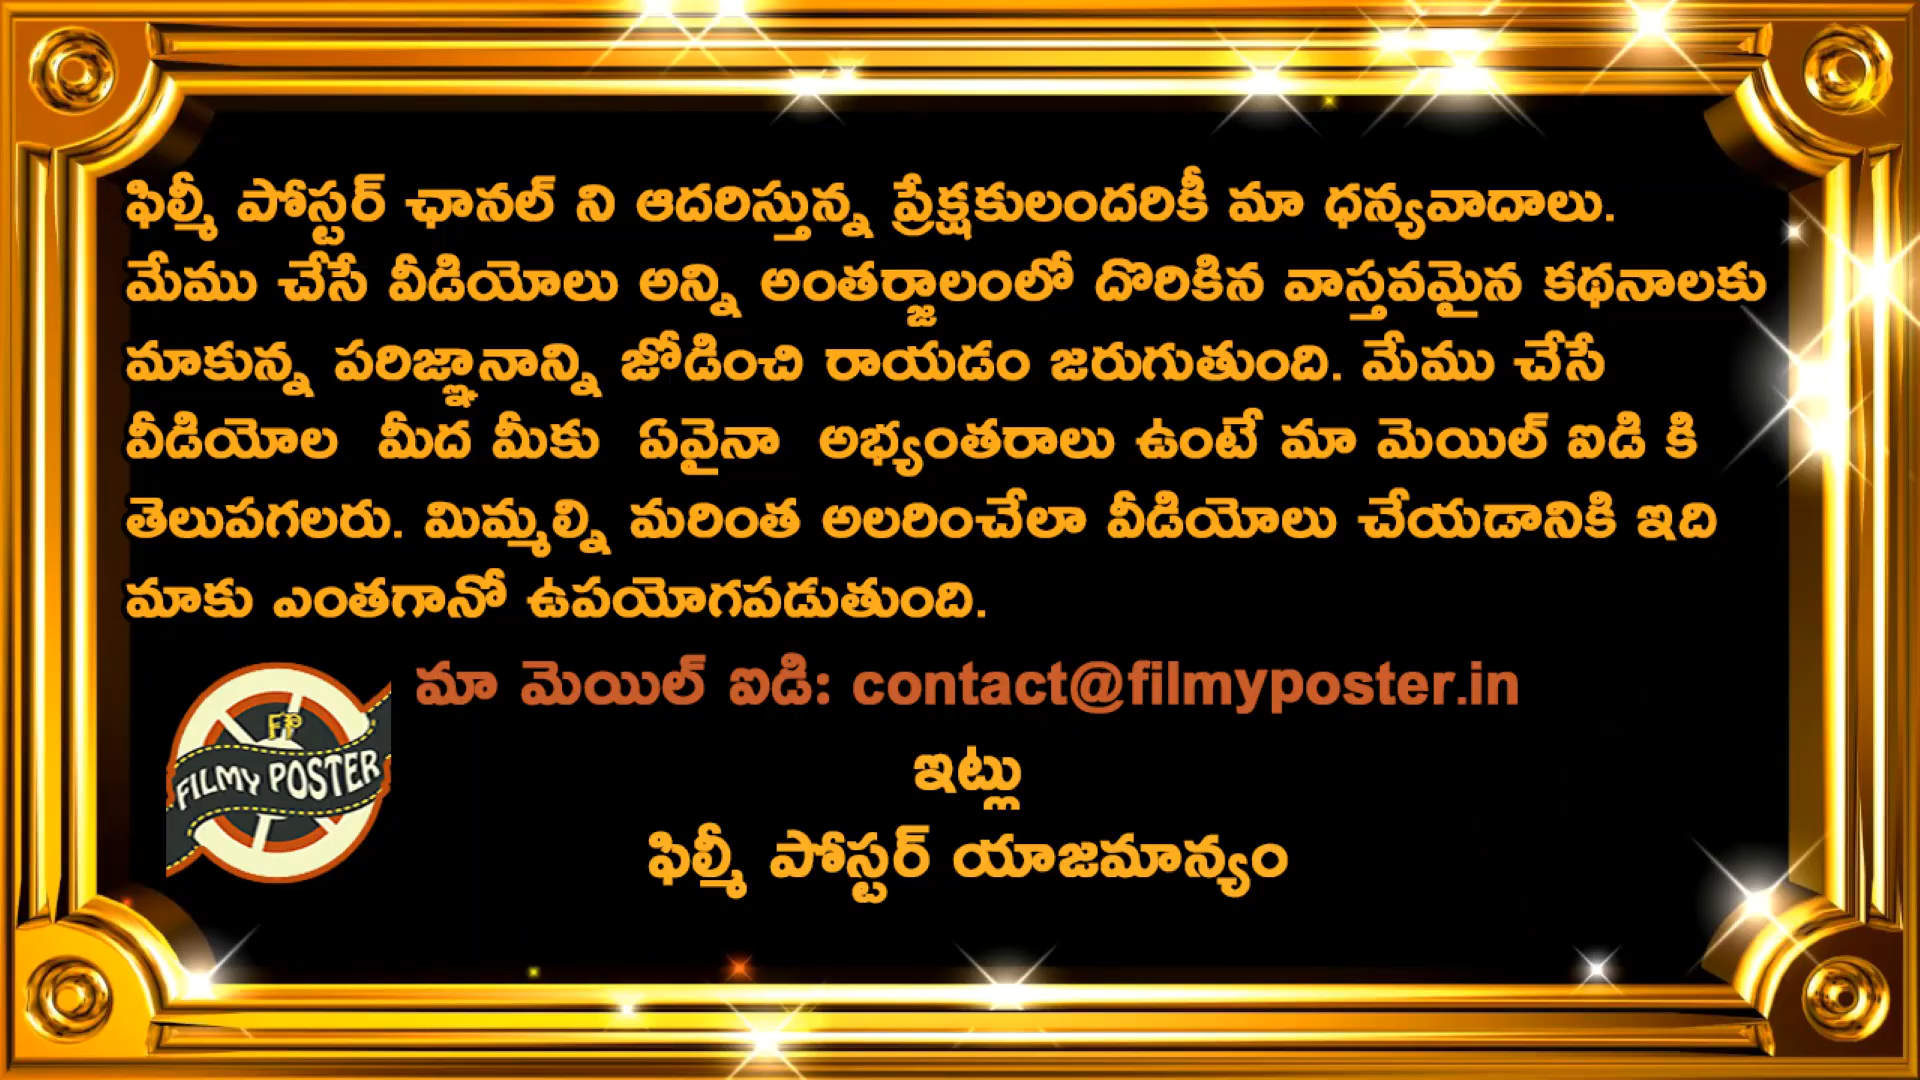 ఫిల్మీ పోస్టర్ ఛానల్ ని ఆదరిస్తున్న ప్రేక్షకులందరికీ మా ధన్యవాదాలు.
మేము చేసే వీడియోలు అన్ని అంతర్జాలంలో దొరికిన వాస్తవమైన కథనాలకు
మాకున్న పరిజ్ఞానాన్ని జోడించి రాయడం జరుగుతుంది. మేము చేసే
వీడియోల మీద మీకు ఏవైనా అభ్యంతరాలు ఉంటే మా మెయిల్ ఐడి కి
తెలుపగలరు. మిమ్మల్ని మరింత అలరించేలా వీడియోలు చేయడానికి ఇది
మాకు ఎంతగానో ఉపయోగపడుతుంది.
మా మెయిల్ ఐడి: contact@filmyposter.in
FP
FILMY POSTER
ఇట్లు
ఫిల్మీ పోస్టర్ యాజమాన్యం